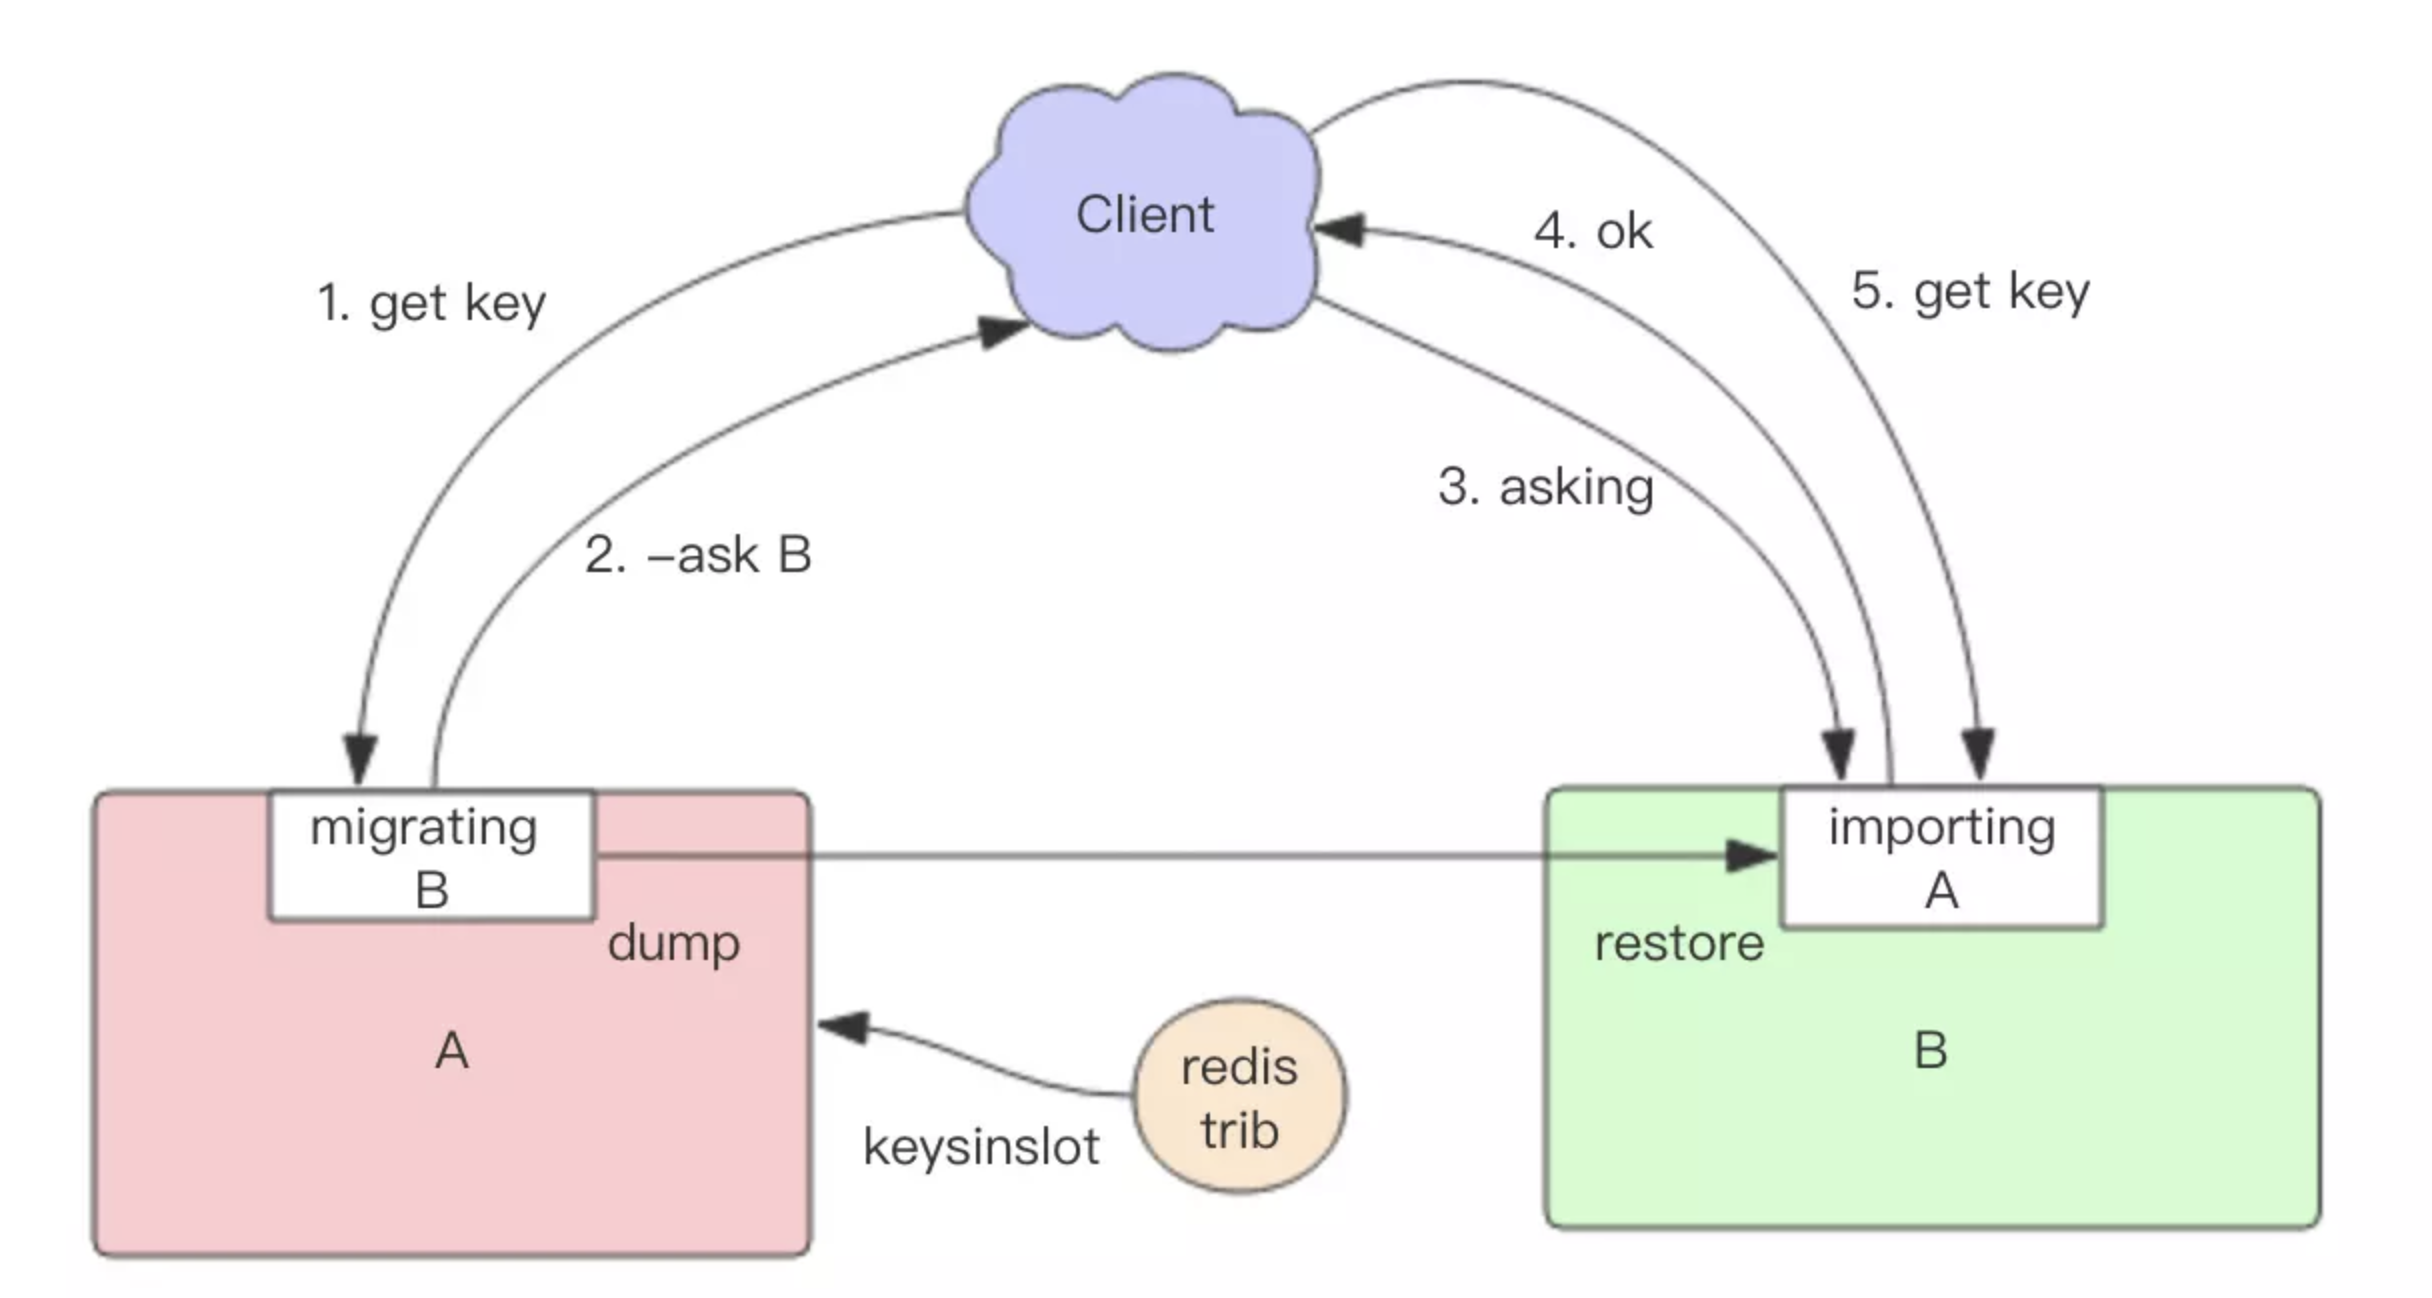 Client
1. get key
2. –ask B
3. asking
4. ok
5. get key
migrating
B
dump
A
importing
A
restore
B
redis
trib
keysinslot